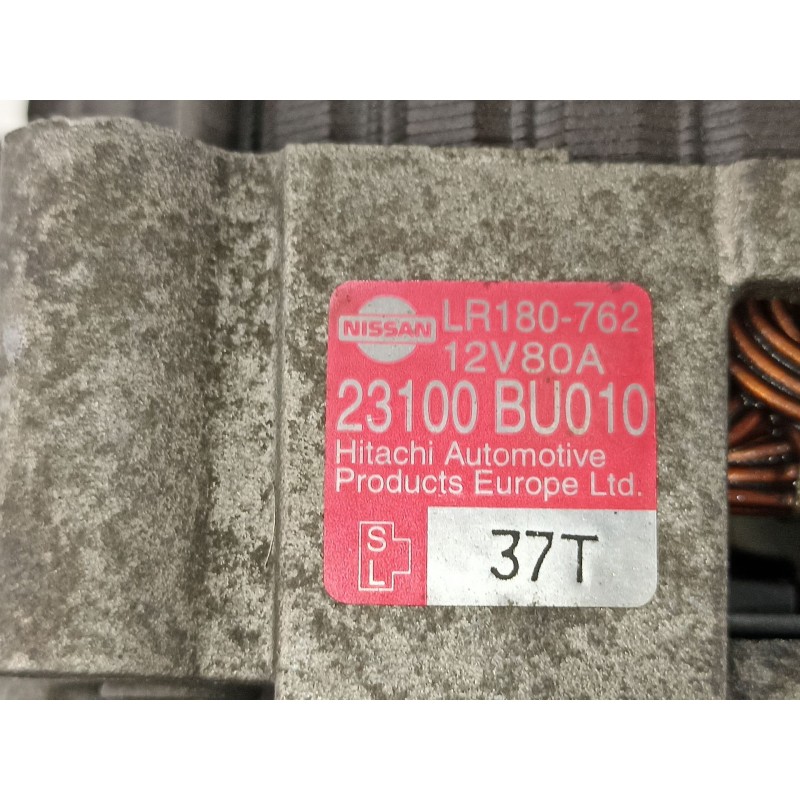 NISSAN LR180-762
12V80A
23100 BU010
Hitachi Automotive
Products Europe Ltd.
S
L
37T